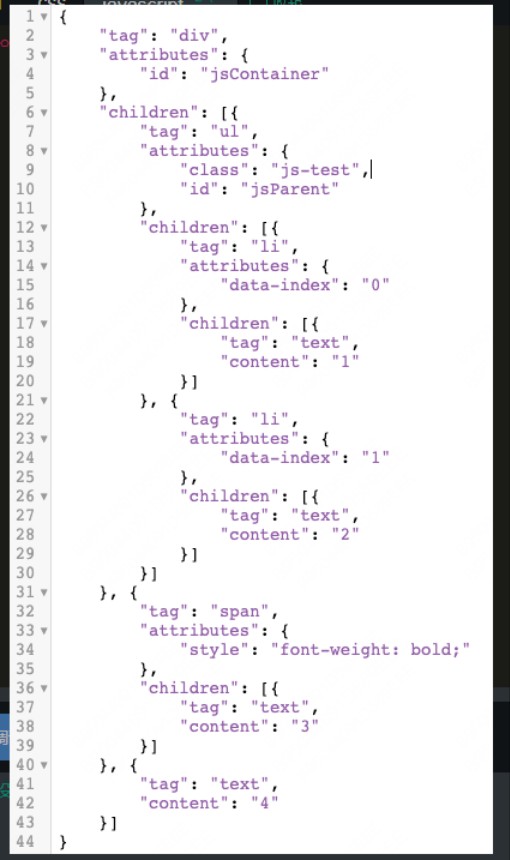 css javascript
1 {
2 "tag": "div",
3 "attributes": {
4 "id": "jsContainer"
5 },
6 "children": [{
7 "tag": "ul",
8 "attributes": {
9 "class": "js-test",
10 "id": "jsParent"
11 },
12 "children": [{
13 "tag": "li",
14 "attributes": {
15 "data-index": "0"
16 },
17 "children": [{
18 "tag": "text",
19 "content": "1"
20 }]
21 }, {
22 "tag": "li",
23 "attributes": {
24 "data-index": "1"
25 },
26 "children": [{
27 "tag": "text",
28 "content": "2"
29 }]
30 }]
31 }, {
32 "tag": "span",
33 "attributes": {
34 "style": "font-weight: bold;"
35 },
36 "children": [{
37 "tag": "text",
38 "content": "3"
39 }]
40 }, {
41 "tag": "text",
42 "content": "4"
43 }]
44 }